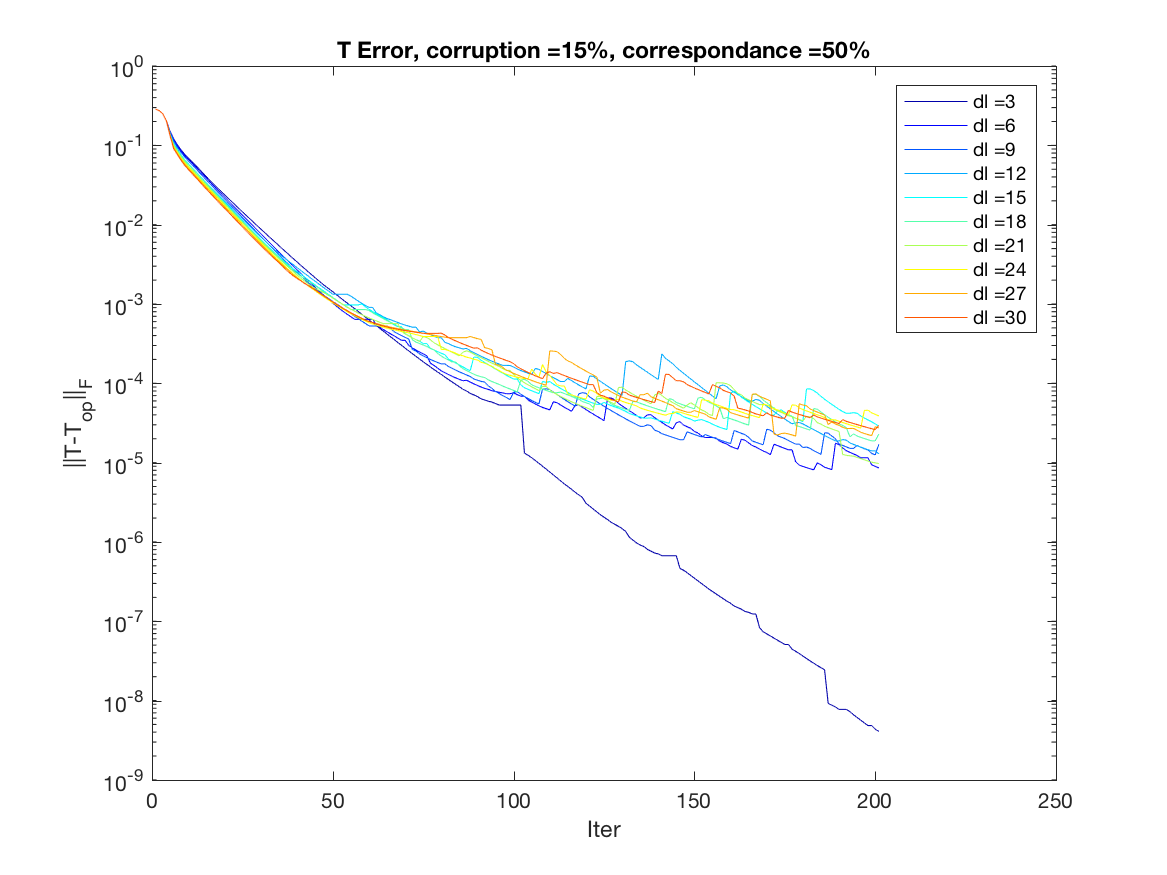 T Error, corruption =15%, correspondance =50%
10^0
10^-1
10^-2
10^-3
10^-4
10^-5
10^-6
10^-7
10^-8
10^-9
||T-T_op||_F
0 50 100 150 200 250
Iter
dl =3
dl =6
dl =9
dl =12
dl =15
dl =18
dl =21
dl =24
dl =27
dl =30